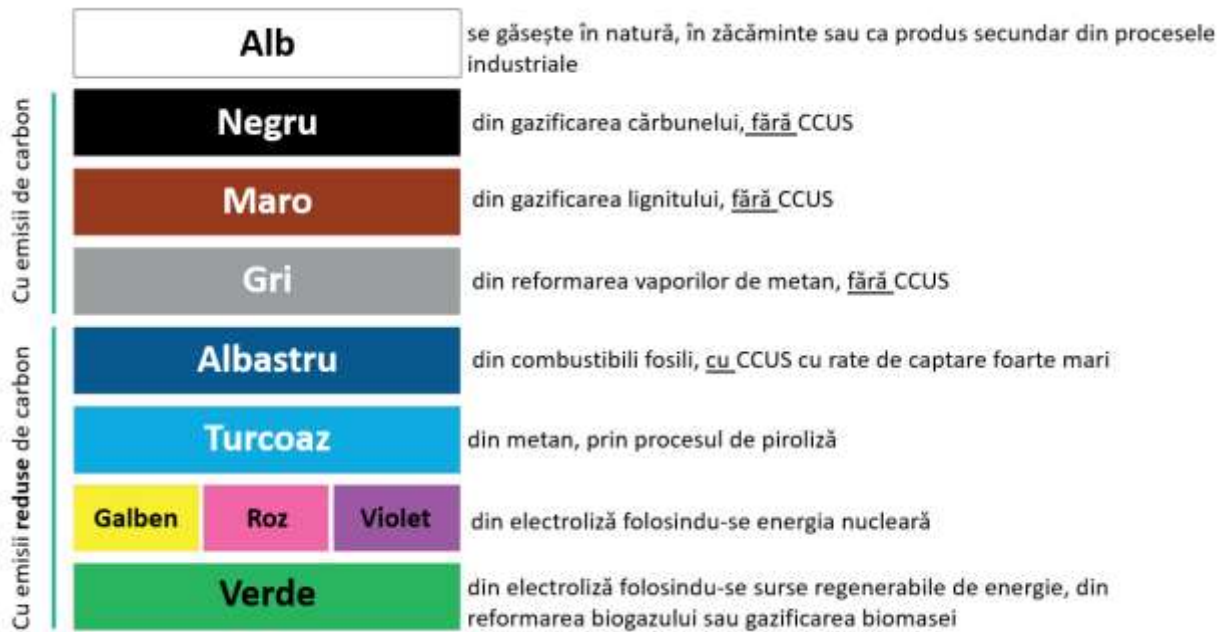 Alb
se găsește în natură, în zăcăminte sau ca produs secundar din procesele
industriale
Cu emisii de carbon
Negru
din gazificarea cărbunelui, fără CCUS
Maro
din gazificarea lignitului, fără CCUS
Gri
din reformarea vaporilor de metan, fără CCUS
Cu emisii reduse de carbon
Albastru
din combustibili fosili, cu CCUS cu rate de captare foarte mari
Turcoaz
din metan, prin procesul de piroliză
Galben
Roz
Violet
din electroliză folosindu-se energia nucleară
Verde
din electroliză folosindu-se surse regenerabile de energie, din
reformarea biogazului sau gazificarea biomasei